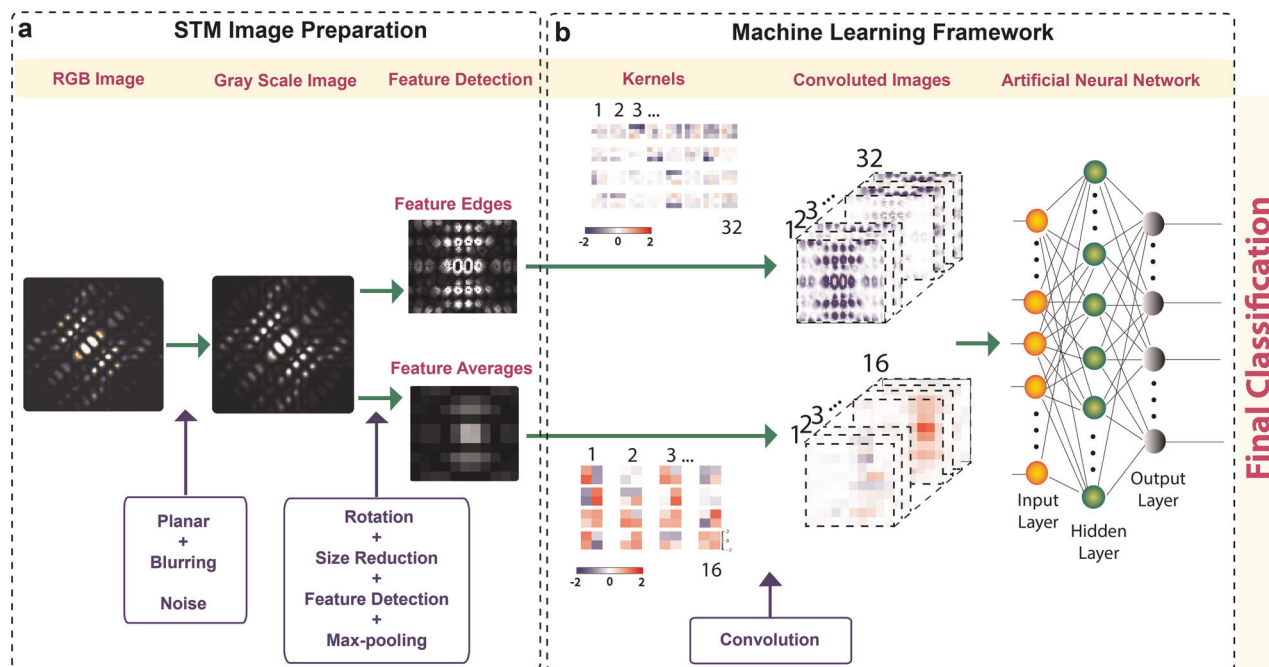 a
STM Image Preparation
b
Machine Learning Framework
RGB Image
Gray Scale Image
Feature Detection
Kernels
Convoluted Images
Artificial Neural Network
1 2 3 ...
32
-2 0 2
32
1 2 3 ...
Feature Edges
Feature Averages
16
1 2 3 ...
1 2 3 ...
16
-2 0 2
2
0
-2
Planar
+
Blurring
Noise
Rotation
+
Size Reduction
+
Feature Detection
+
Max-pooling
Convolution
Input
Layer
Hidden
Layer
Output
Layer
Final Classification